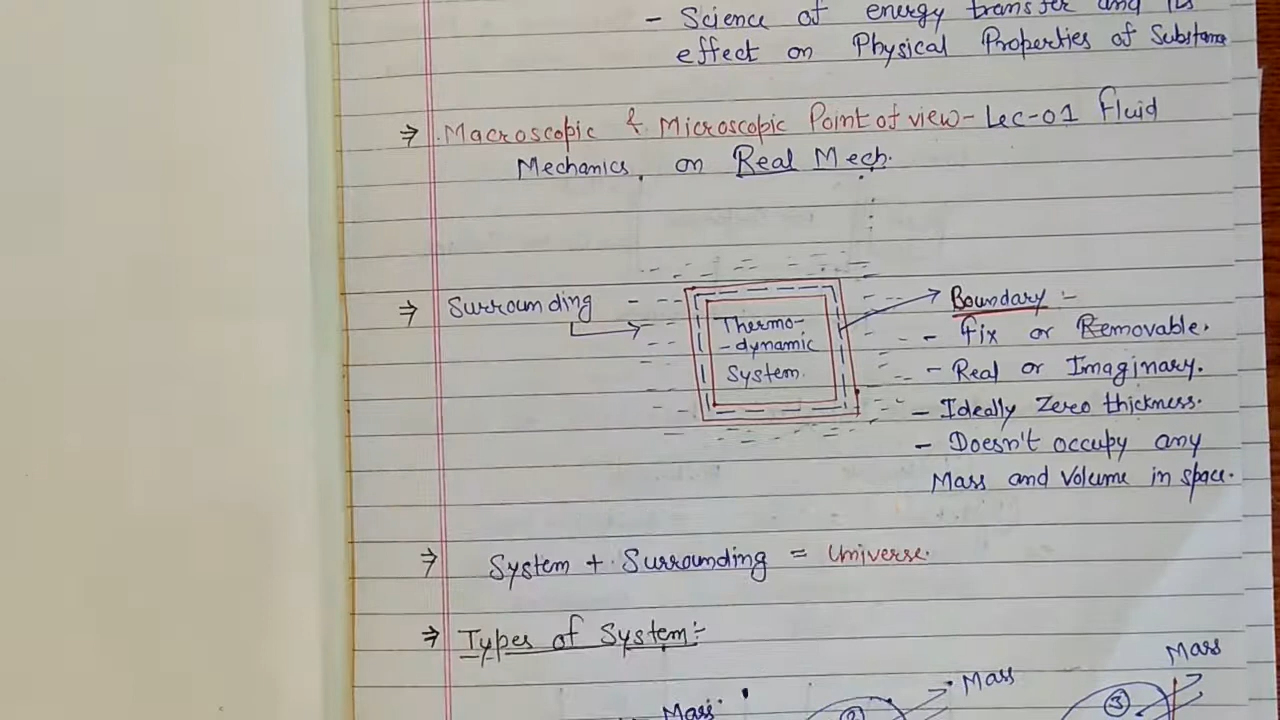 - Science of energy transfer and its
effect on Physical Properties of Substance
⇒ Macroscopic & Microscopic Point of view - Lec-01 Fluid
Mechanics, on Real Mech.
⇒ Surrounding
Thermo-
-dynamic
System.
Boundary :-
- Fix or Removable.
- Real or Imaginary.
- Ideally Zero thickness.
- Doesn't occupy any
Mass and Volume in space.
⇒ System + Surrounding = Universe.
⇒ Types of System:-
Mass
② Mass
③ Mass